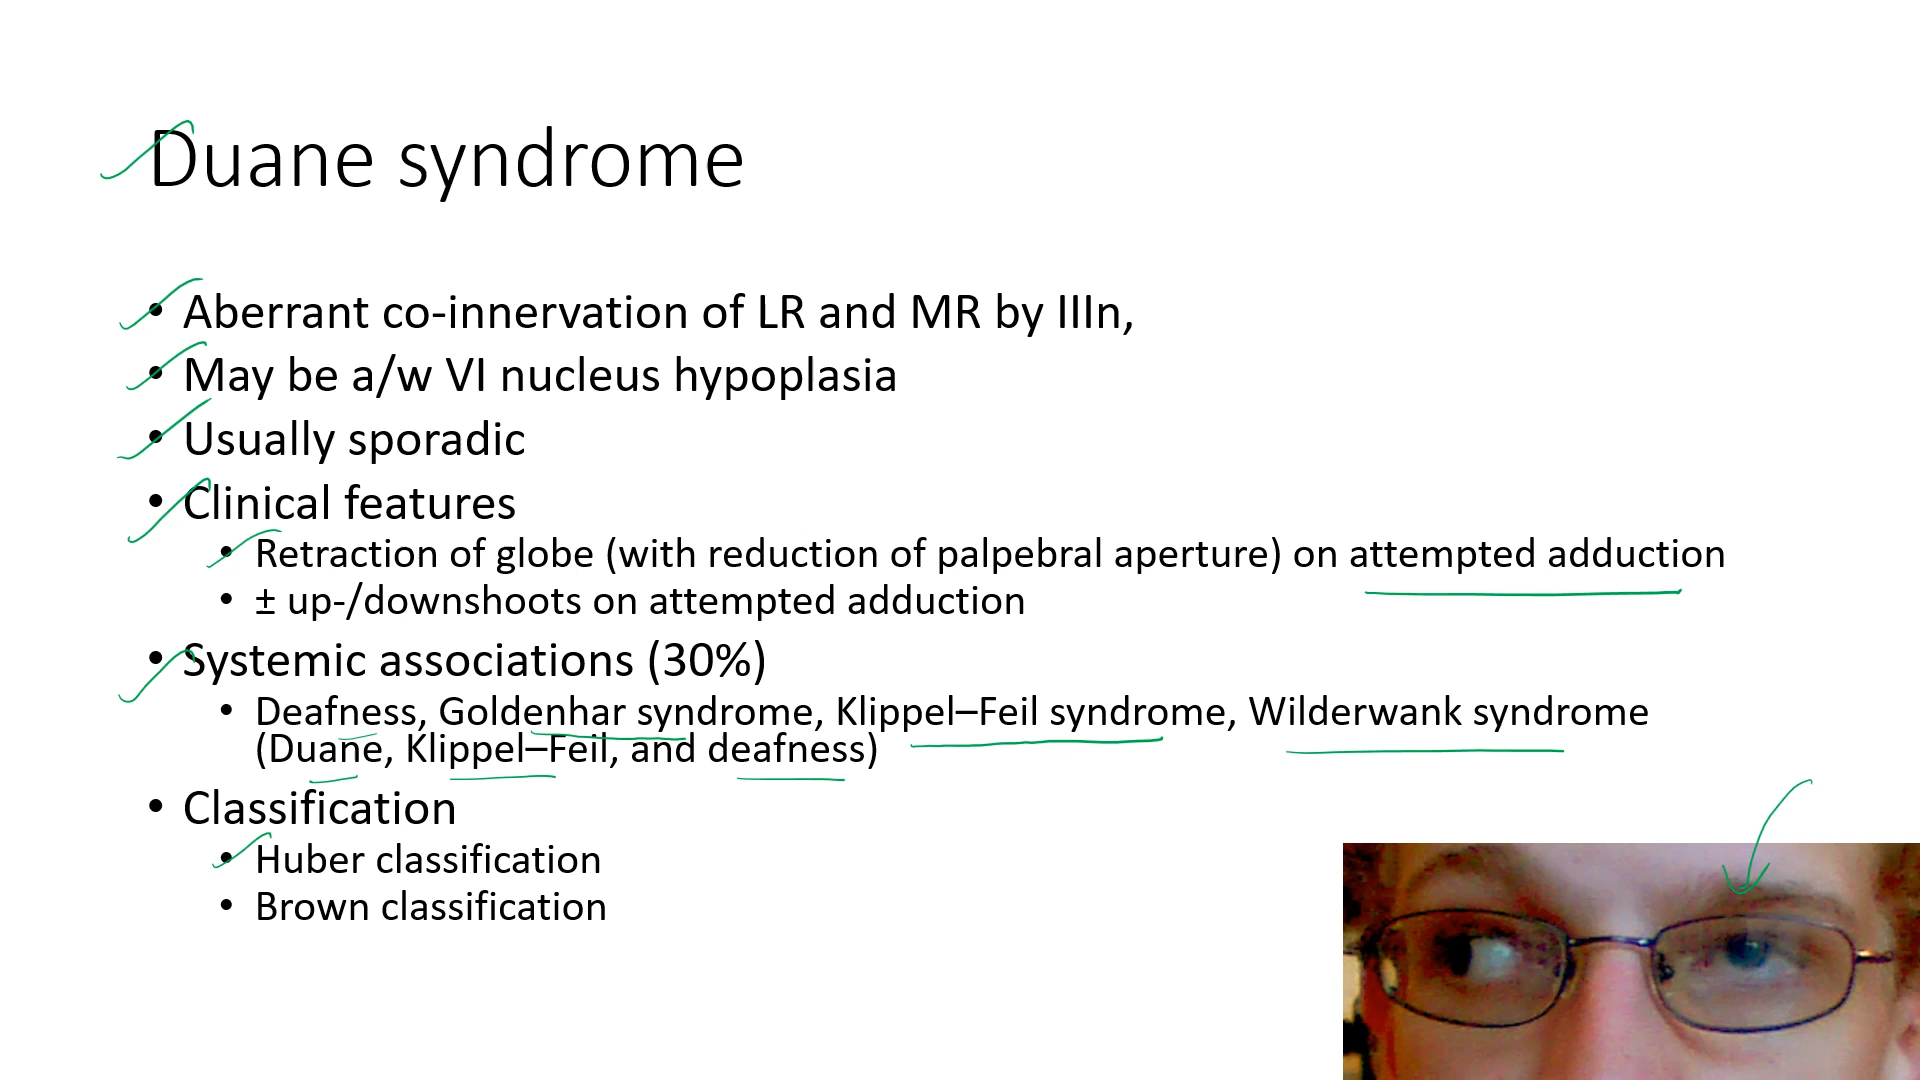 Duane syndrome
• Aberrant co-innervation of LR and MR by IIIn,
• May be a/w VI nucleus hypoplasia
• Usually sporadic
• Clinical features
• Retraction of globe (with reduction of palpebral aperture) on attempted adduction
• ± up-/downshoots on attempted adduction
• Systemic associations (30%)
• Deafness, Goldenhar syndrome, Klippel–Feil syndrome, Wilderwank syndrome
(Duane, Klippel–Feil, and deafness)
• Classification
• Huber classification
• Brown classification